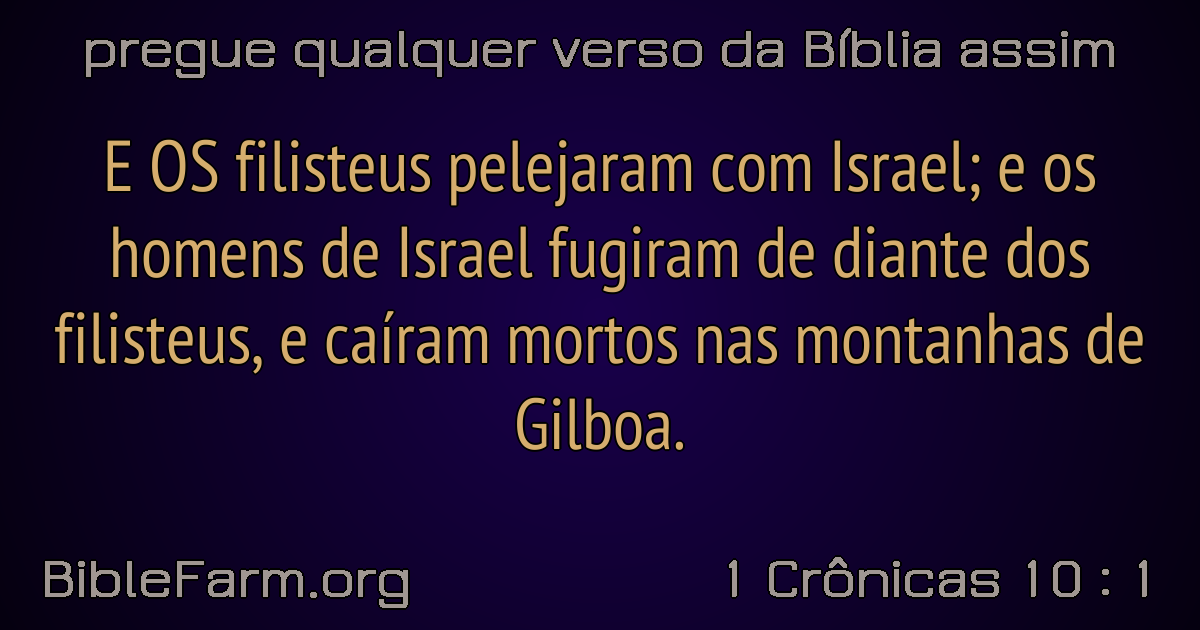 pregue qualquer verso da Bíblia assim
E OS filisteus pelejaram com Israel; e os
homens de Israel fugiram de diante dos
filisteus, e caíram mortos nas montanhas de
Gilboa.
BibleFarm.org
1 Crônicas 10 : 1